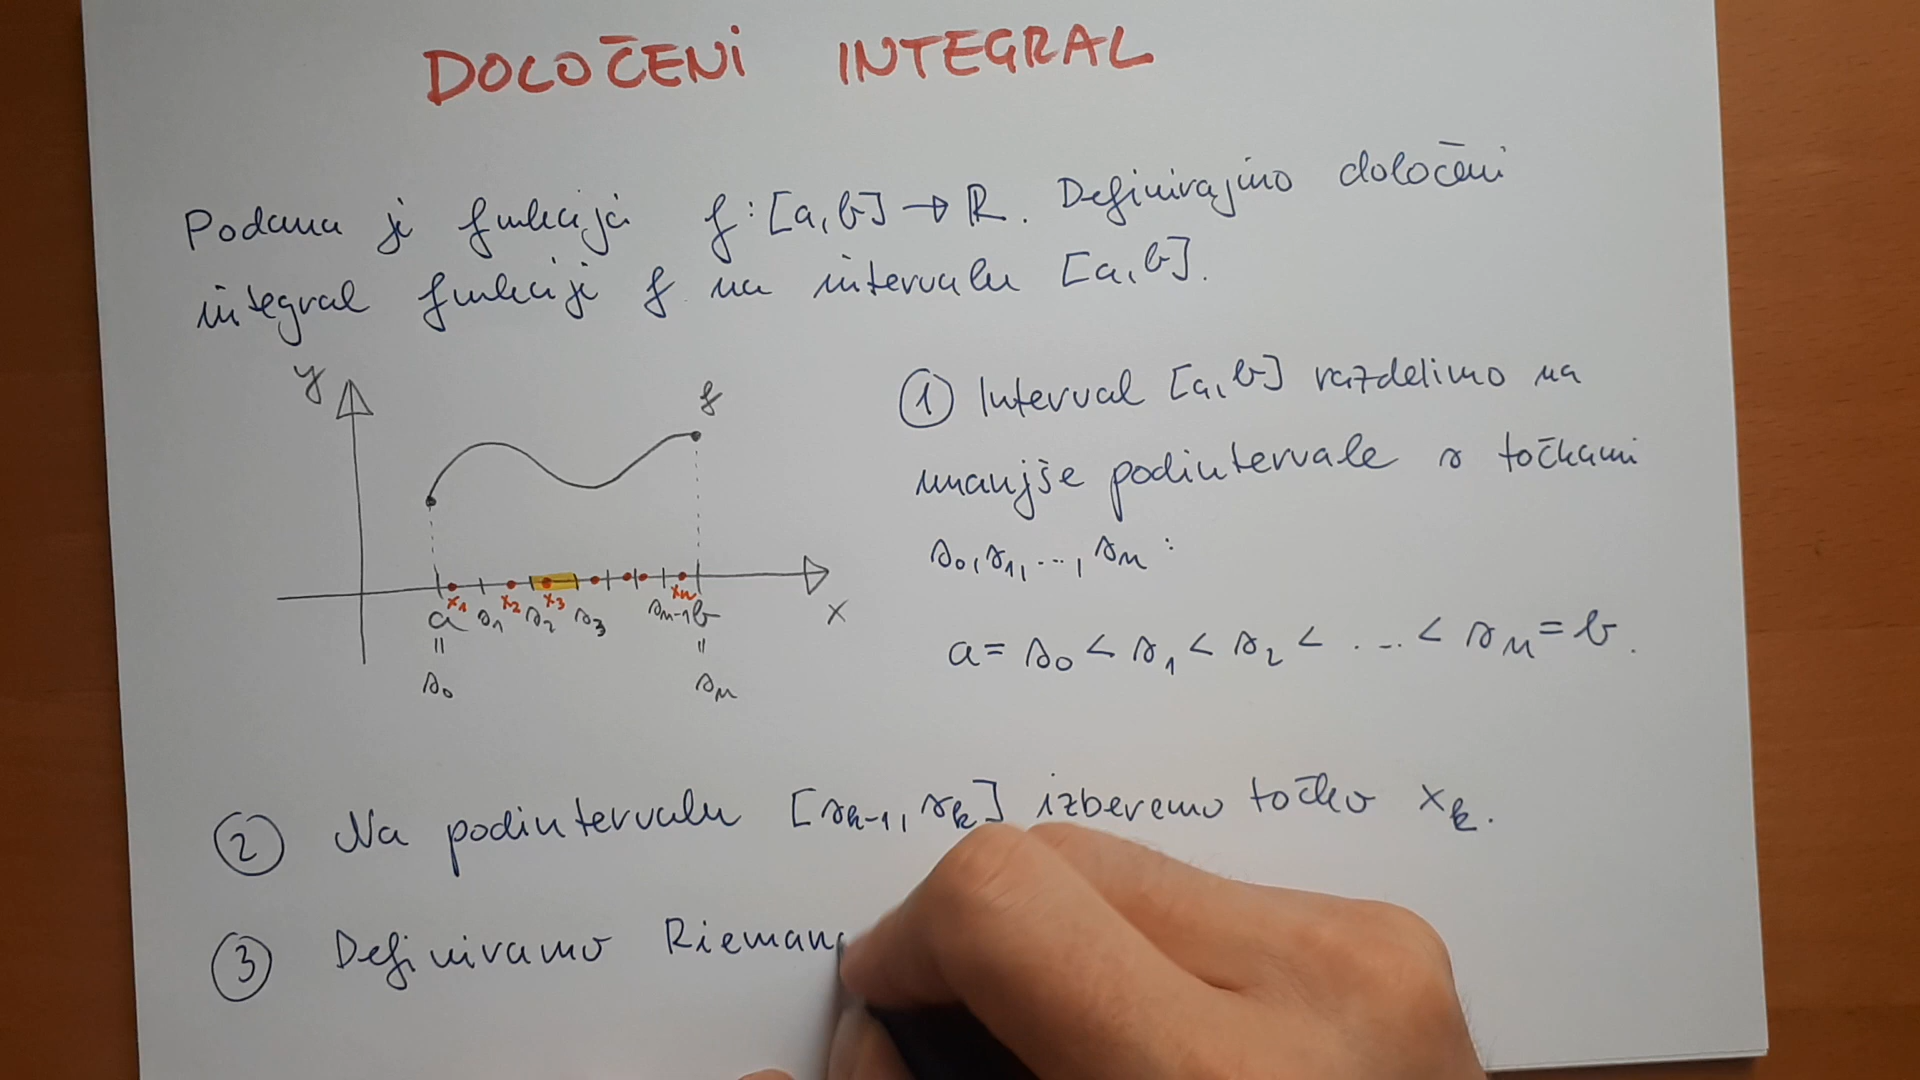 DOLOČENI INTEGRAL
Podana je funkcija f: [a,b] → ℝ. Definirajmo določeni
integral funkcije f na intervalu [a,b].
y
f
x
x₁ x₂ x₃ xₙ
a s₁ s₂ s₃ sₙ₋₁ b
= =
s₀ sₙ
① Interval [a,b] razdelimo na
manjše podintervale s točkami
s₀, s₁, ..., sₙ :
a = s₀ < s₁ < s₂ < .... < sₙ = b.
② Na podintervalu [sₖ₋₁, sₖ] izberemo točko xₖ.
③ Definiramo Rieman